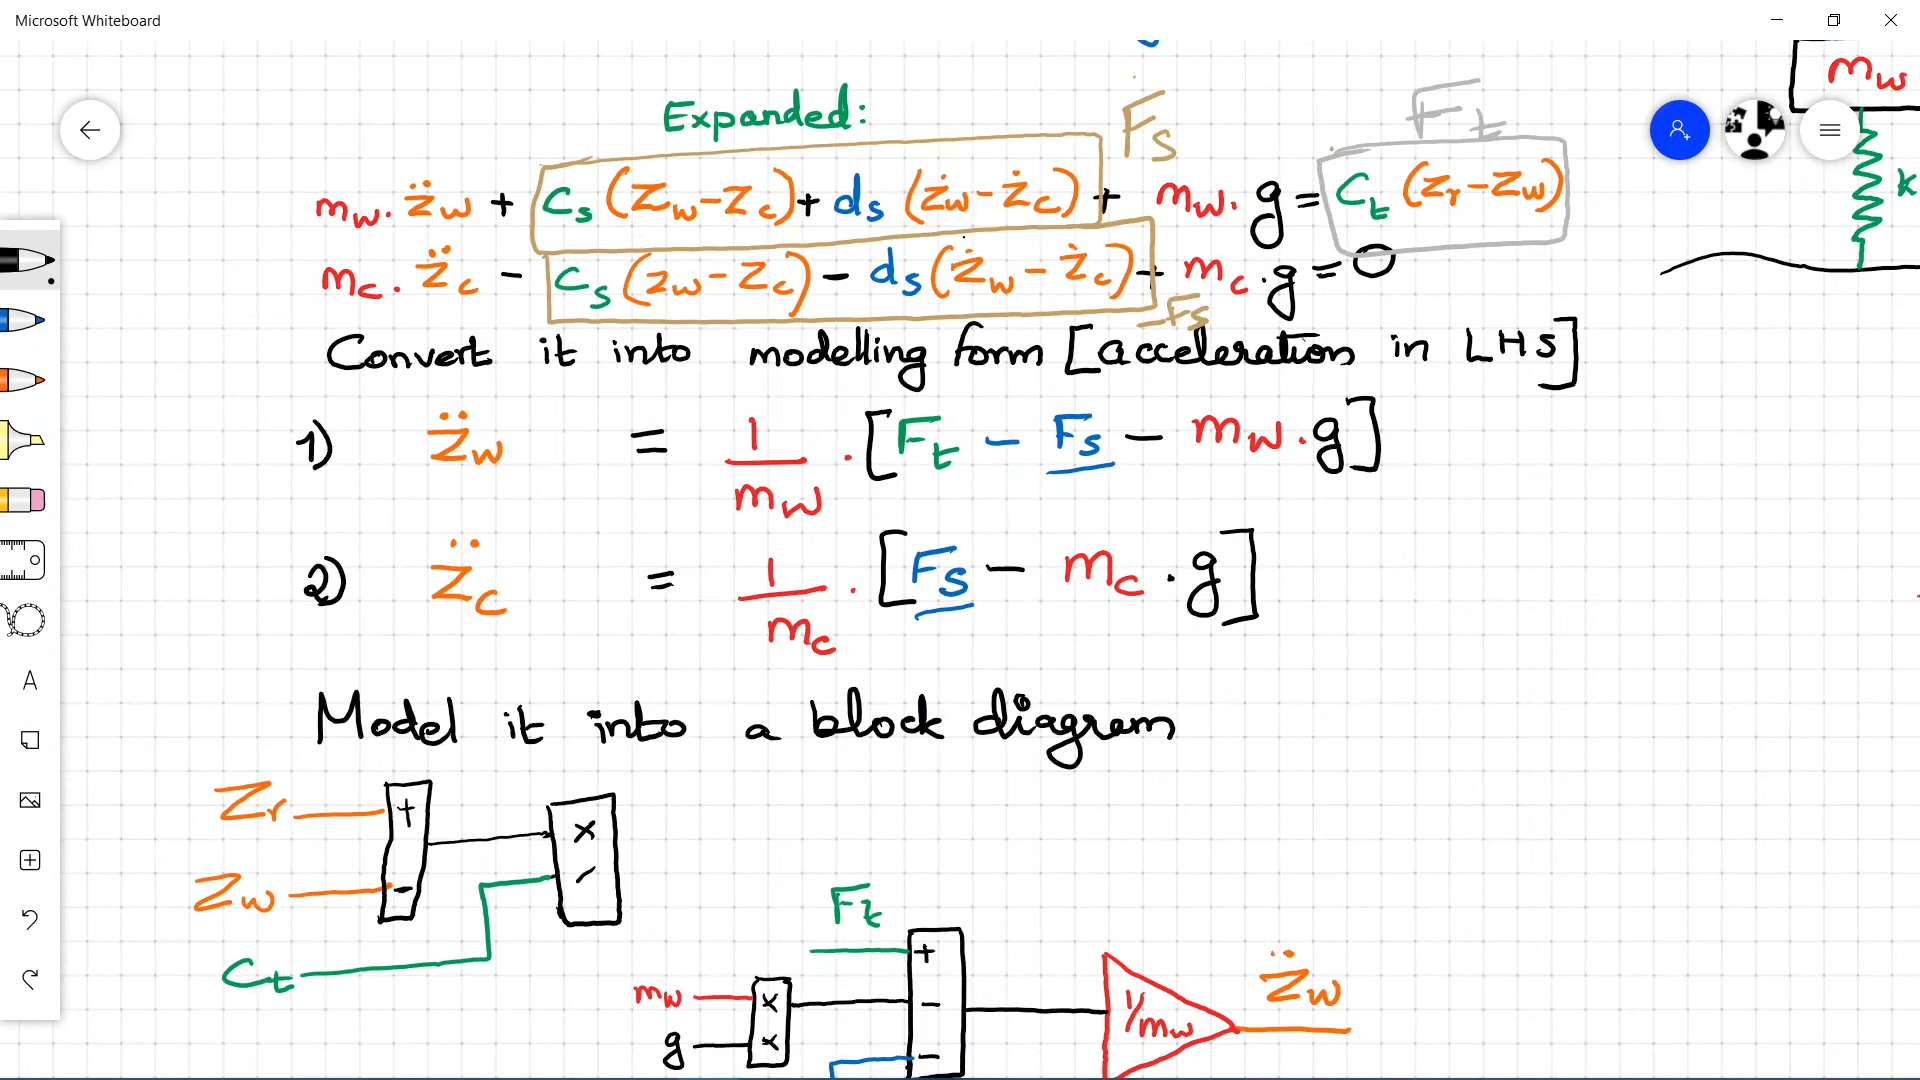 Microsoft Whiteboard
mw
k
Expanded:
Fs
Ft
mw. z̈w + Cs (Zw-Zc) + ds (żw - żc) + mw. g = Ct (Zr-Zw)
mc. z̈c - Cs (zw-Zc) - ds (żw - żc) + mc.g = 0
-Fs
Convert it into modelling form [acceleration in LHS]
1) z̈w = 1/mw . [Ft - Fs - mw.g]
2) z̈c = 1/mc . [Fs - mc.g]
Model it into a block diagram
Zr
+
Zw
-
x
Ct
Ft
+
mw
x
-
g
x
-
1/mw
z̈w
A